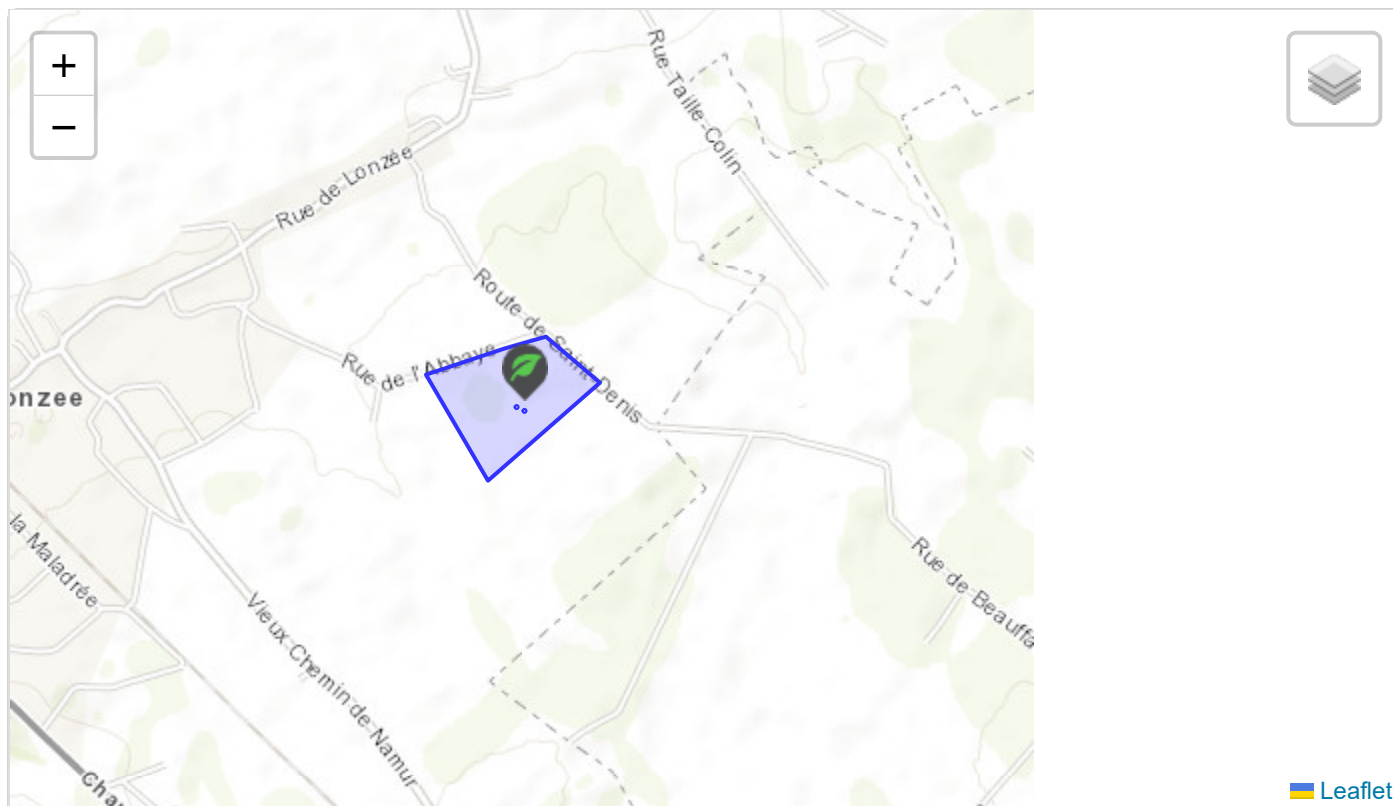 +
−
Rue Taille-Colin
Rue de Lonzée
Route de Saint-Denis
Rue de l'Abbaye
onzee
la Maladrée
Rue de Beauffa
Vieux Chemin de Namur
Cha
Leaflet